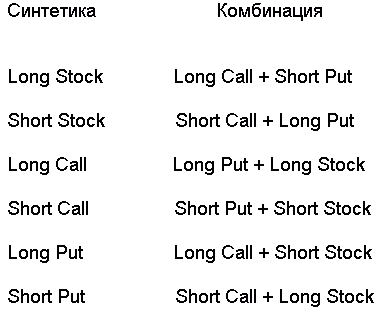 Синтетика Комбинация
Long Stock Long Call + Short Put
Short Stock Short Call + Long Put
Long Call Long Put + Long Stock
Short Call Short Put + Short Stock
Long Put Long Call + Short Stock
Short Put Short Call + Long Stock